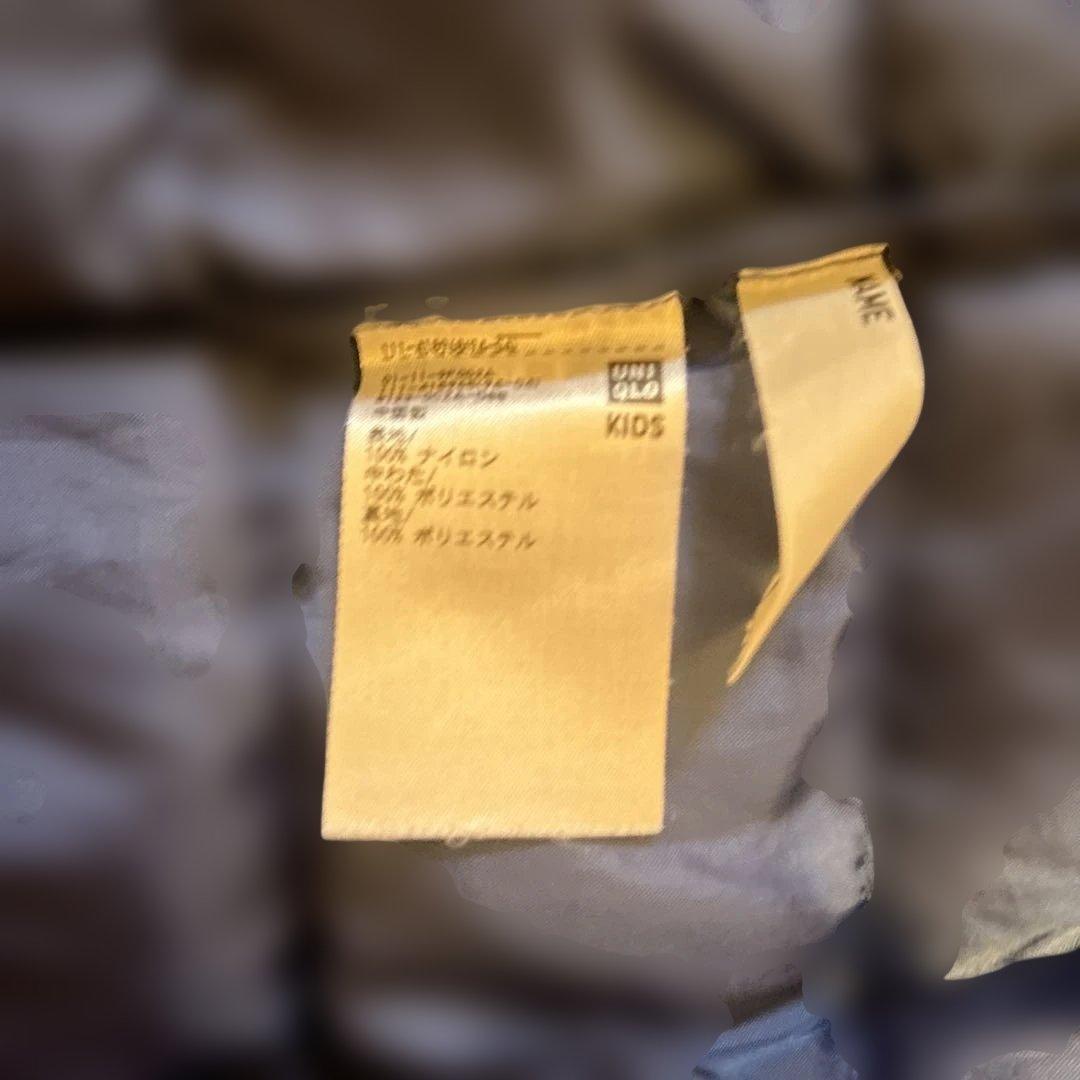 UNI
QLO
KIDS
表地/
100% ナイロン
中わた/
100% ポリエステル
裏地/
100% ポリエステル
NAME